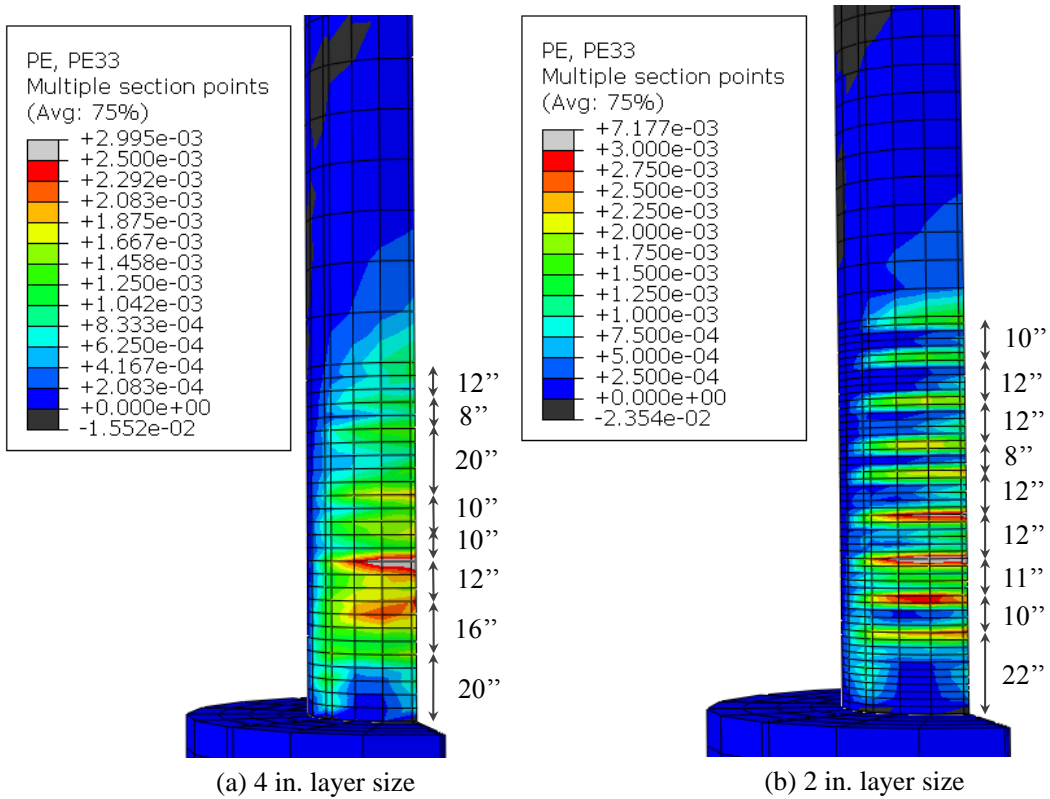 PE, PE33
Multiple section points
(Avg: 75%)
+2.995e-03
+2.500e-03
+2.292e-03
+2.083e-03
+1.875e-03
+1.667e-03
+1.458e-03
+1.250e-03
+1.042e-03
+8.333e-04
+6.250e-04
+4.167e-04
+2.083e-04
+0.000e+00
-1.552e-02
12’’
8’’
20’’
10’’
10’’
12’’
16’’
20’’
(a) 4 in. layer size
PE, PE33
Multiple section points
(Avg: 75%)
+7.177e-03
+3.000e-03
+2.750e-03
+2.500e-03
+2.250e-03
+2.000e-03
+1.750e-03
+1.500e-03
+1.250e-03
+1.000e-03
+7.500e-04
+5.000e-04
+2.500e-04
+0.000e+00
-2.354e-02
10’’
12’’
12’’
8’’
12’’
12’’
11’’
10’’
22’’
(b) 2 in. layer size